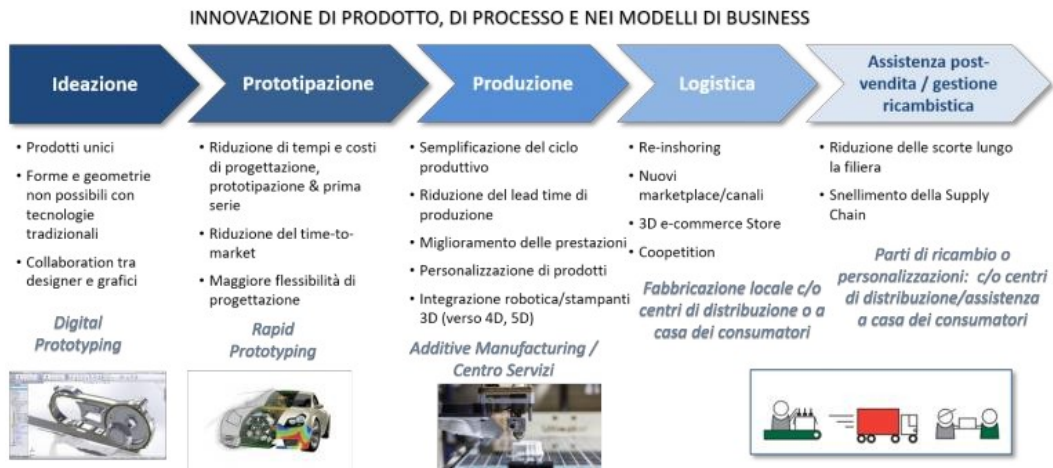 INNOVAZIONE DI PRODOTTO, DI PROCESSO E NEI MODELLI DI BUSINESS
Ideazione
Prototipazione
Produzione
Logistica
Assistenza post-
vendita / gestione
ricambistica
• Prodotti unici
• Forme e geometrie
non possibili con
tecnologie
tradizionali
• Collaboration tra
designer e grafici
Digital
Prototyping
• Riduzione di tempi e costi
di progettazione,
prototipazione & prima
serie
• Riduzione del time-to-
market
• Maggiore flessibilità di
progettazione
Rapid
Prototyping
• Semplificazione del ciclo
produttivo
• Riduzione del lead time di
produzione
• Miglioramento delle prestazioni
• Personalizzazione di prodotti
• Integrazione robotica/stampanti
3D (verso 4D, 5D)
Additive Manufacturing /
Centro Servizi
• Re-inshoring
• Nuovi
marketplace/canali
• 3D e-commerce Store
• Coopetition
Fabbricazione locale c/o
centri di distribuzione o a
casa dei consumatori
• Riduzione delle scorte lungo
la filiera
• Snellimento della Supply
Chain
Parti di ricambio o
personalizzazioni: c/o centri
di distribuzione/assistenza
a casa dei consumatori